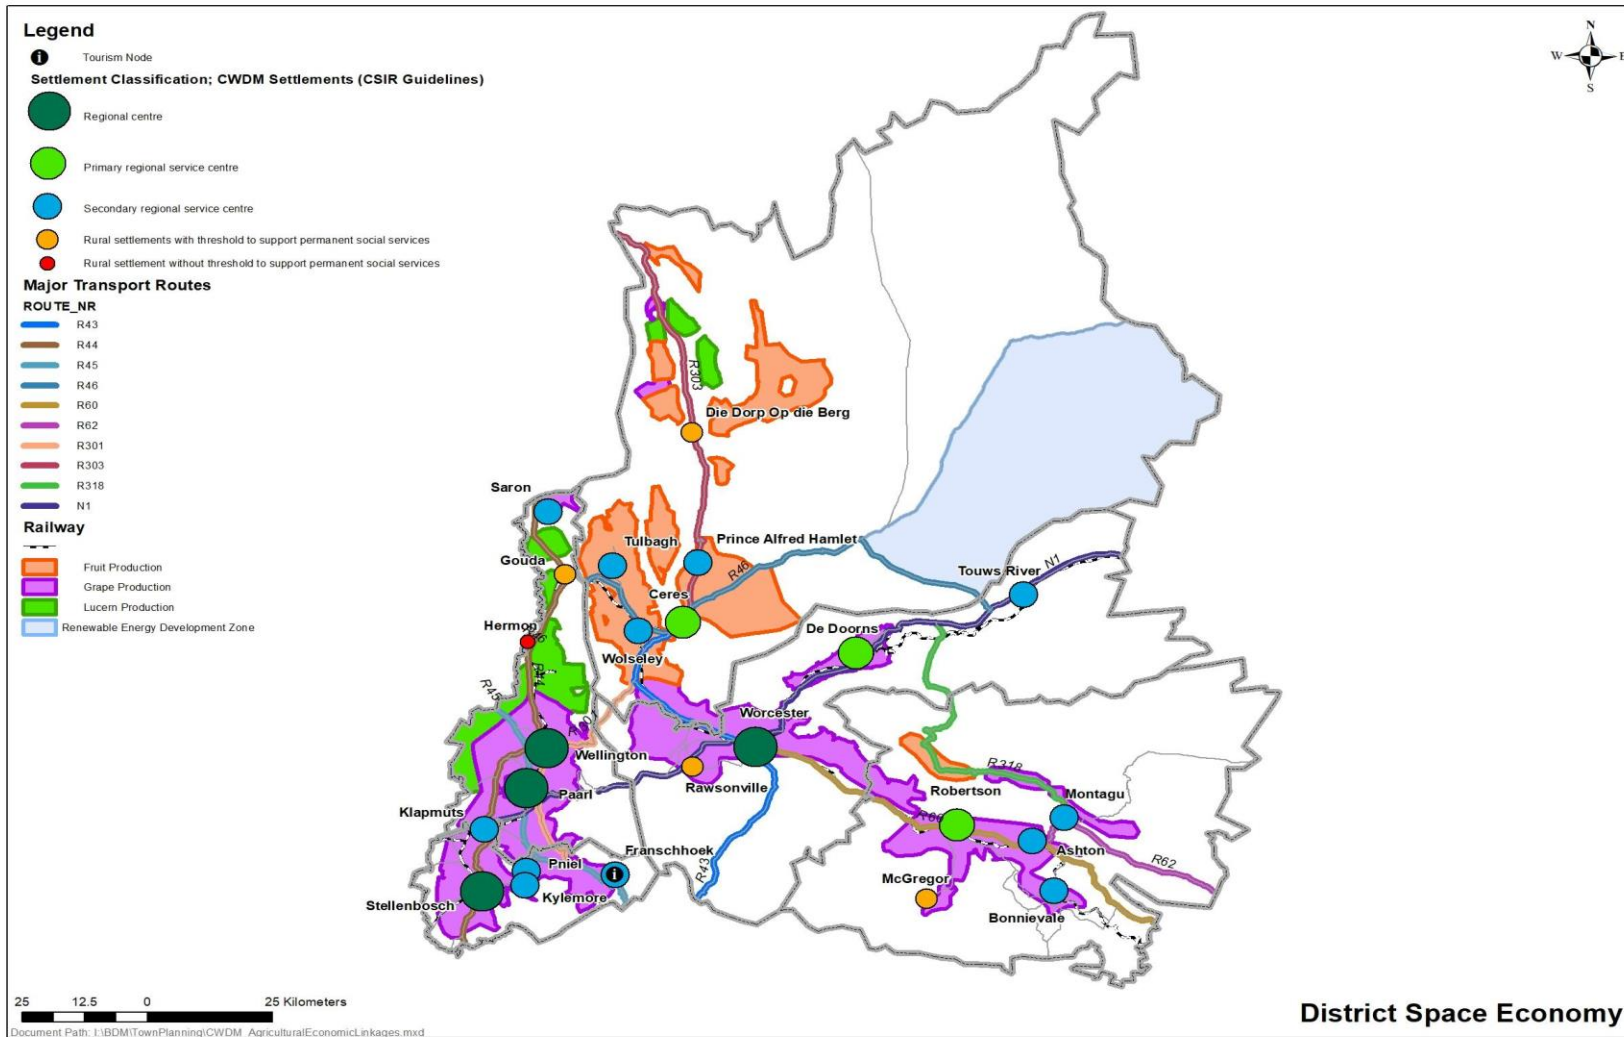 Legend
Tourism Node
Settlement Classification; CWDM Settlements (CSIR Guidelines)
Regional centre
Primary regional service centre
Secondary regional service centre
Rural settlements with threshold to support permanent social services
Rural settlement without threshold to support permanent social services
Major Transport Routes
ROUTE_NR
R43
R44
R45
R46
R60
R62
R301
R303
R318
N1
Railway
Fruit Production
Grape Production
Lucern Production
Renewable Energy Development Zone
N
W
E
S
R303
Die Dorp Op die Berg
Saron
Tulbagh
Prince Alfred Hamlet
Gouda
R46
Touws River
N1
Ceres
Hermon
De Doorns
Wolseley
R44
R45
Worcester
Wellington
R318
Rawsonville
Robertson
Montagu
Paarl
Klapmuts
R60
Ashton
R62
Pniel
Franschhoek
R43
McGregor
Kylemore
Stellenbosch
Bonnievale
25 12.5 0 25 Kilometers
District Space Economy
Document Path: I:\BDM\TownPlanning\CWDM_AgriculturalEconomicLinkages.mxd